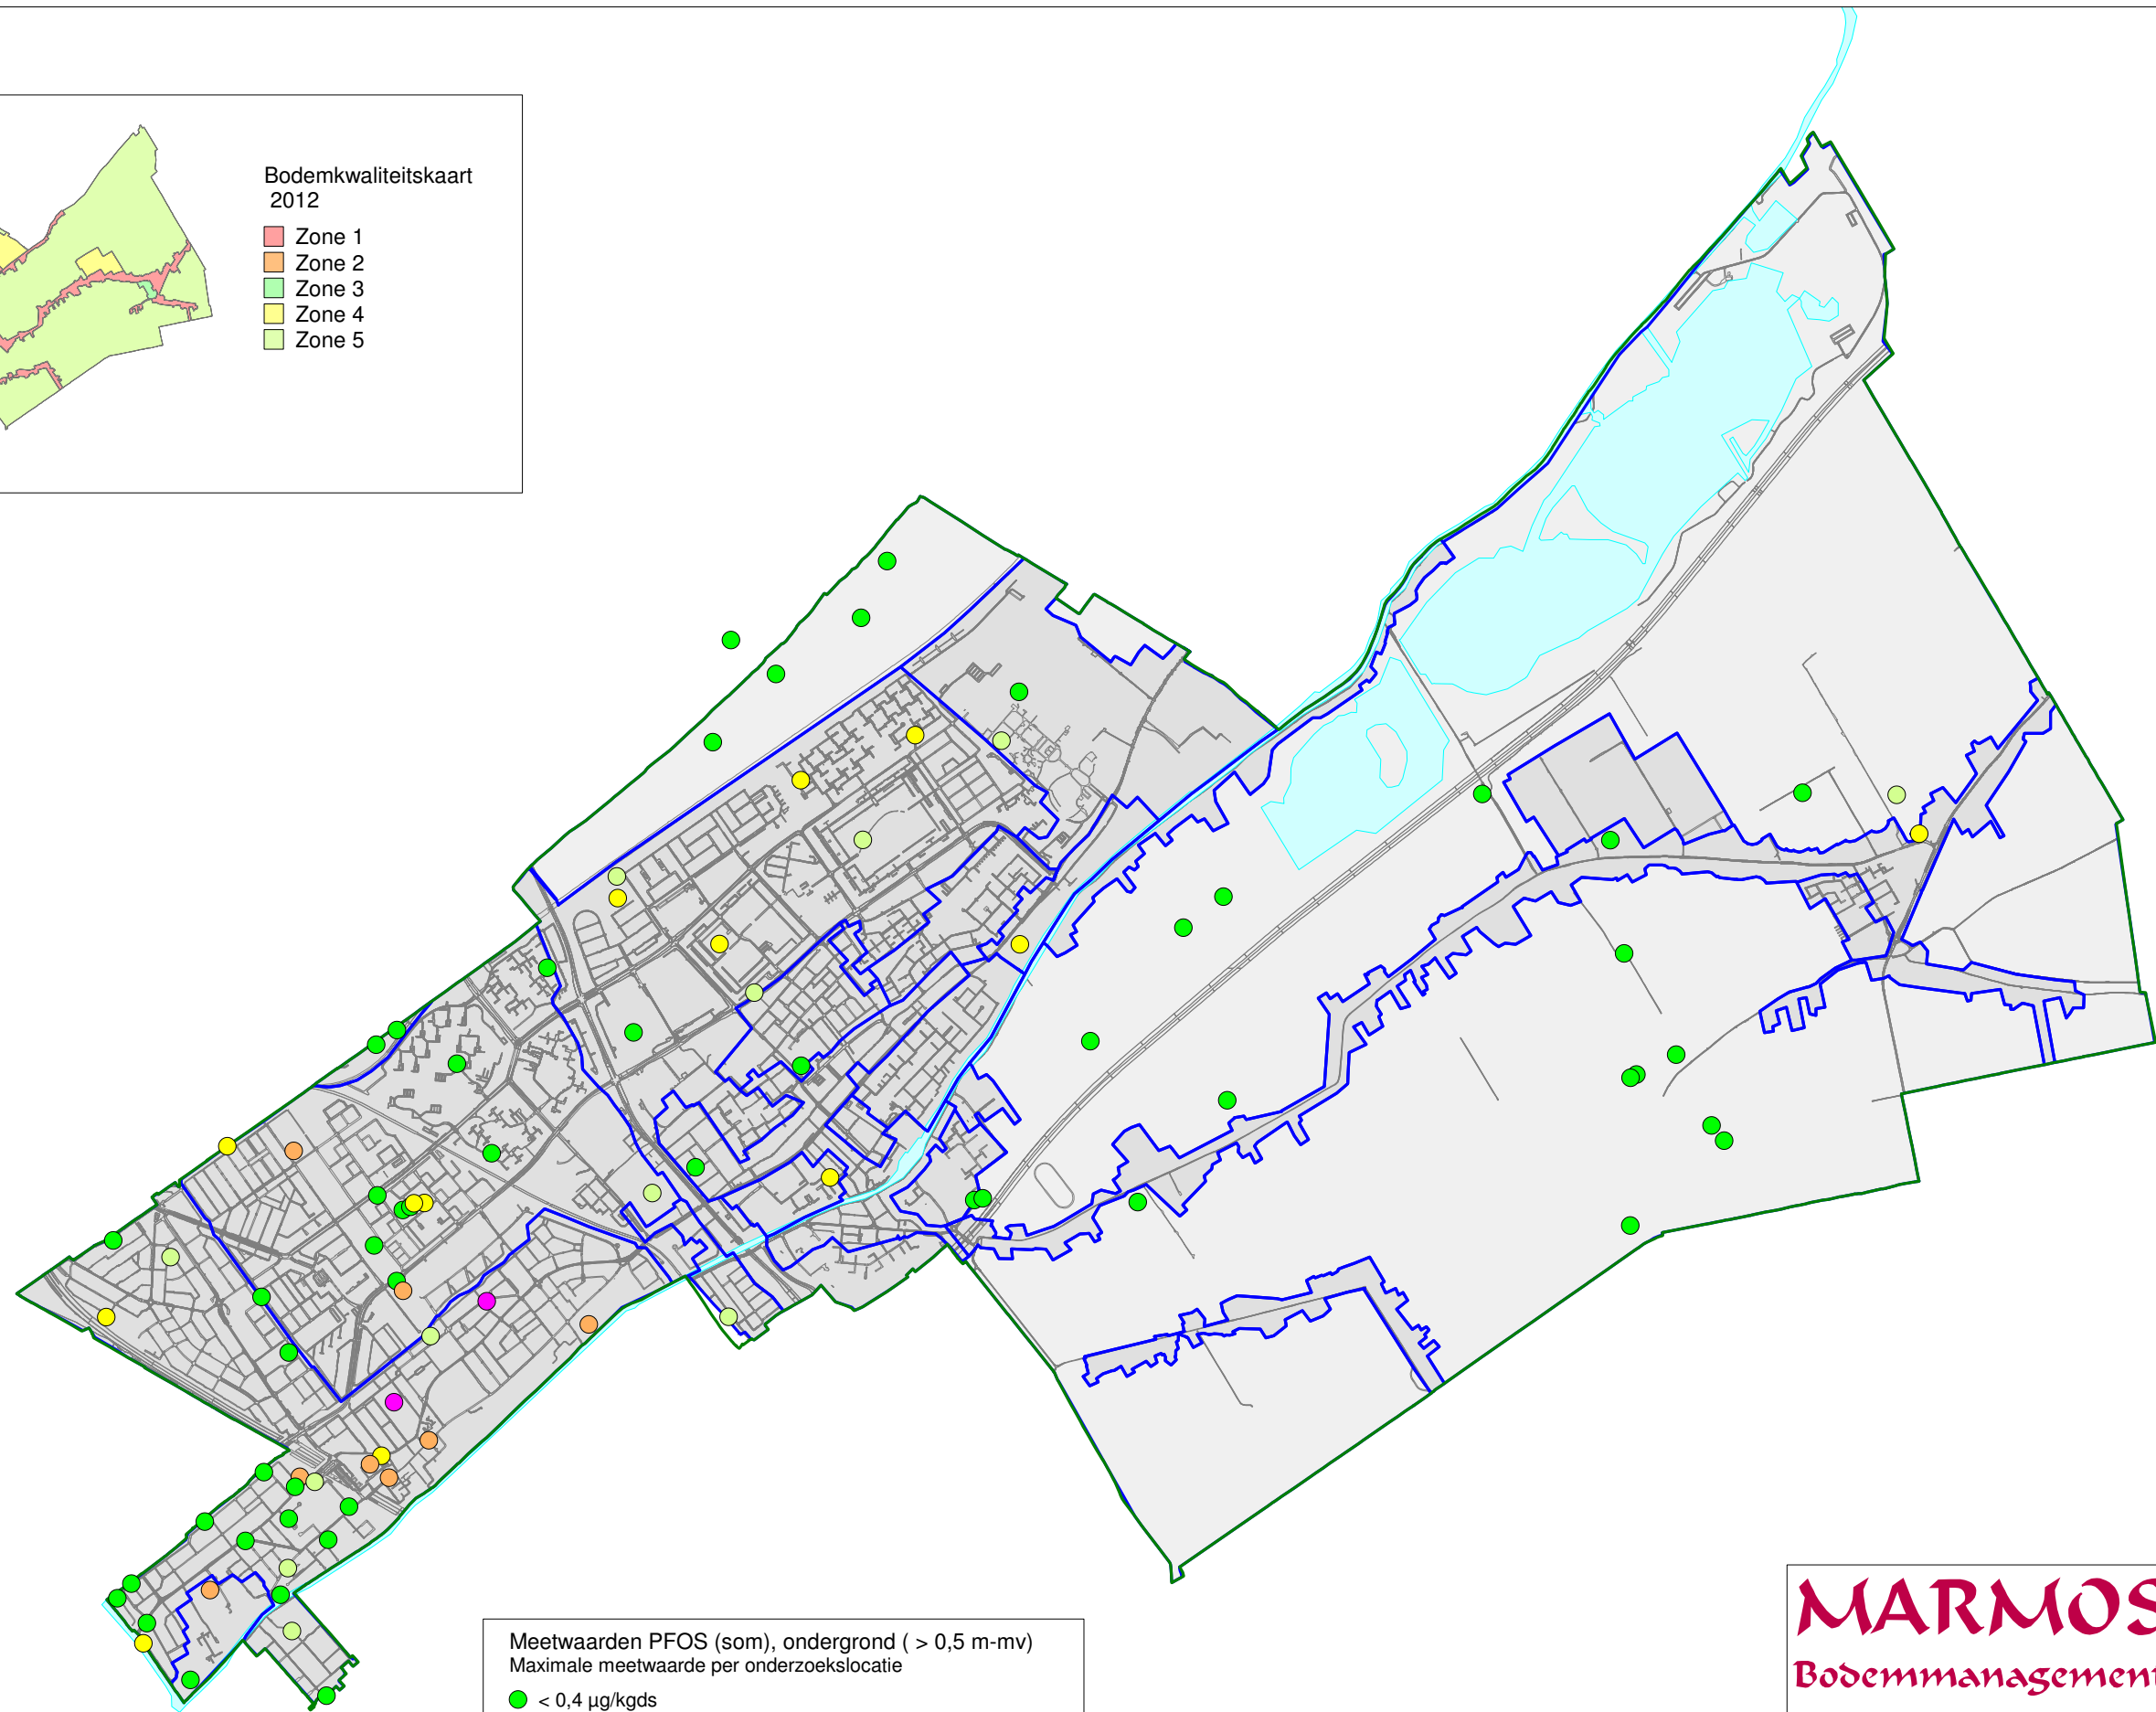 Bodemkwaliteitskaart
2012
Zone 1
Zone 2
Zone 3
Zone 4
Zone 5
Meetwaarden PFOS (som), ondergrond ( > 0,5 m-mv)
Maximale meetwaarde per onderzoekslocatie
< 0,4 µg/kgds
MARMOS
Bodemmanagement